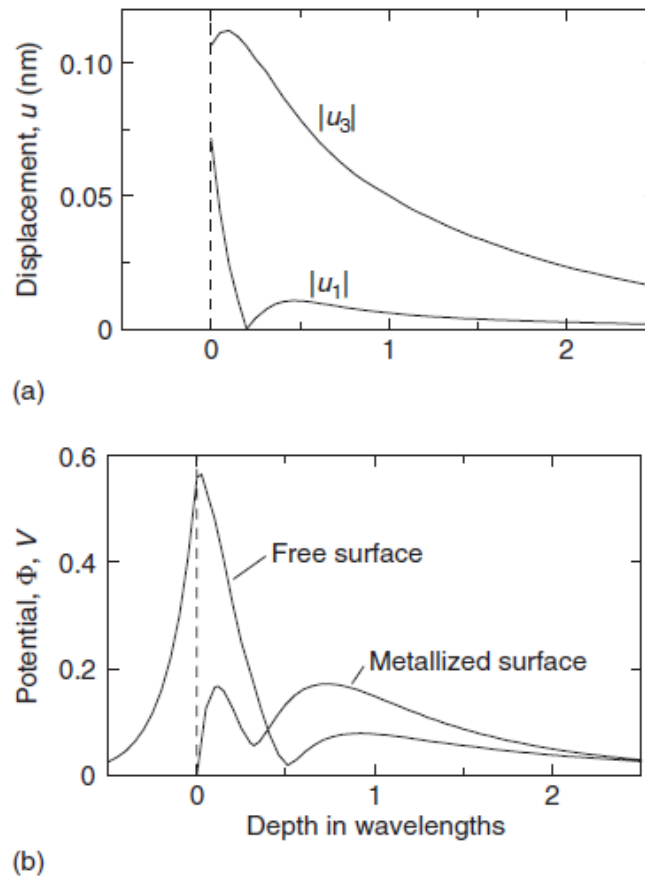 Displacement, u (nm)
0.10
0.05
0
|u3|
|u1|
0
1
2
(a)
Potential, Φ, V
0.6
0.4
0.2
0
Free surface
Metallized surface
0
1
2
Depth in wavelengths
(b)